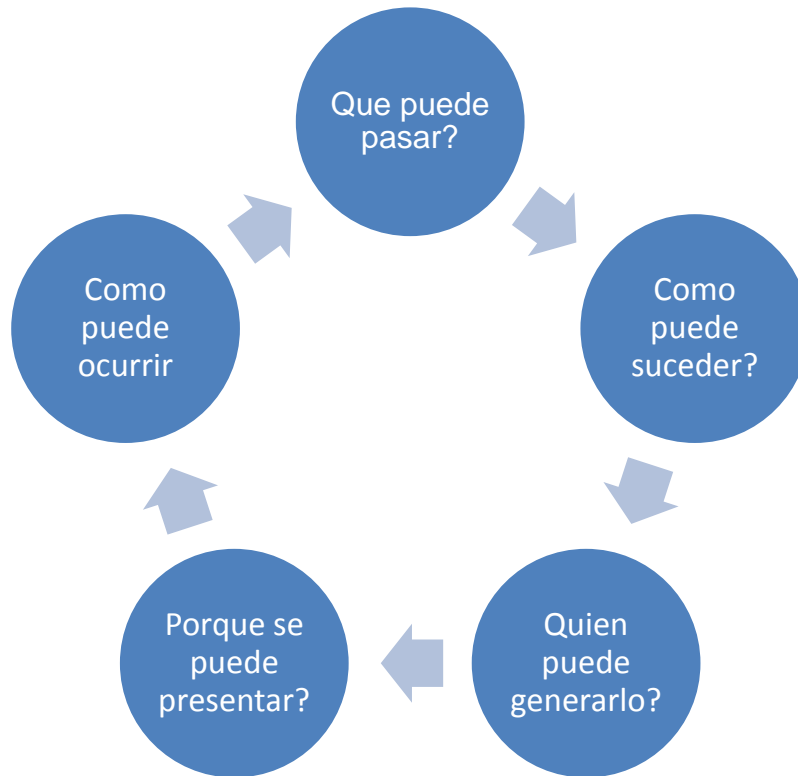 Que puede
pasar?
Como
puede
suceder?
Quien
puede
generarlo?
Porque se
puede
presentar?
Como
puede
ocurrir